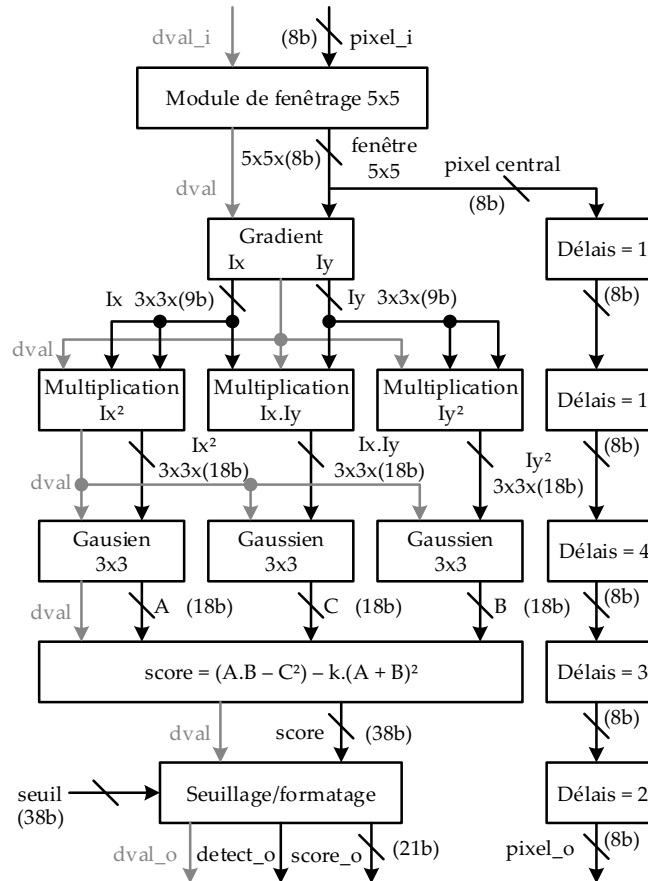 dval_i
(8b)
pixel_i
Module de fenêtrage 5x5
dval
5x5x(8b)
fenêtre
5x5
pixel central
(8b)
Gradient
Ix
Iy
Délais = 1
Ix 3x3x(9b)
Iy 3x3x(9b)
(8b)
dval
Multiplication
Ix²
Multiplication
Ix.Iy
Multiplication
Iy²
Délais = 1
Ix²
3x3x(18b)
Ix.Iy
3x3x(18b)
Iy²
3x3x(18b)
(8b)
dval
Gausien
3x3
Gaussien
3x3
Gaussien
3x3
Délais = 4
dval
A (18b)
C (18b)
B (18b)
(8b)
score = (A.B – C²) – k.(A + B)²
Délais = 3
dval
score
(38b)
(8b)
seuil
(38b)
Seuillage/formatage
Délais = 2
dval_o
detect_o
score_o
(21b)
pixel_o
(8b)